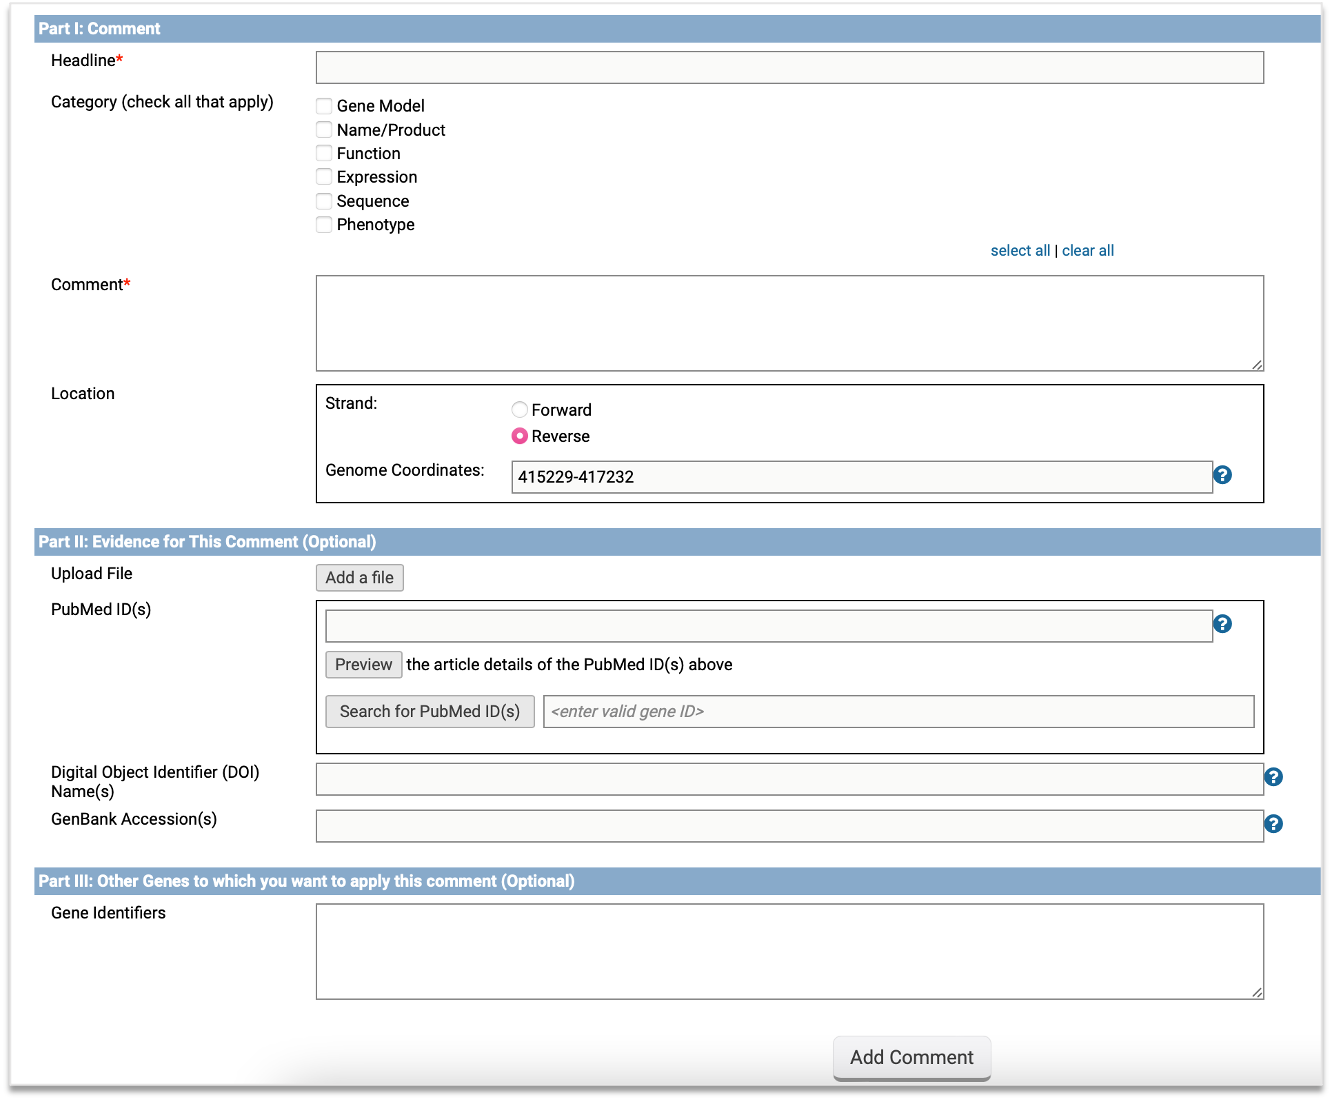 Part I: Comment
Headline*
Category (check all that apply)
Gene Model
Name/Product
Function
Expression
Sequence
Phenotype
select all | clear all
Comment*
Location
Strand:
Forward
Reverse
Genome Coordinates:
415229-417232
?
Part II: Evidence for This Comment (Optional)
Upload File
Add a file
PubMed ID(s)
?
Preview the article details of the PubMed ID(s) above
Search for PubMed ID(s)
<enter valid gene ID>
Digital Object Identifier (DOI)
Name(s)
?
GenBank Accession(s)
?
Part III: Other Genes to which you want to apply this comment (Optional)
Gene Identifiers
Add Comment